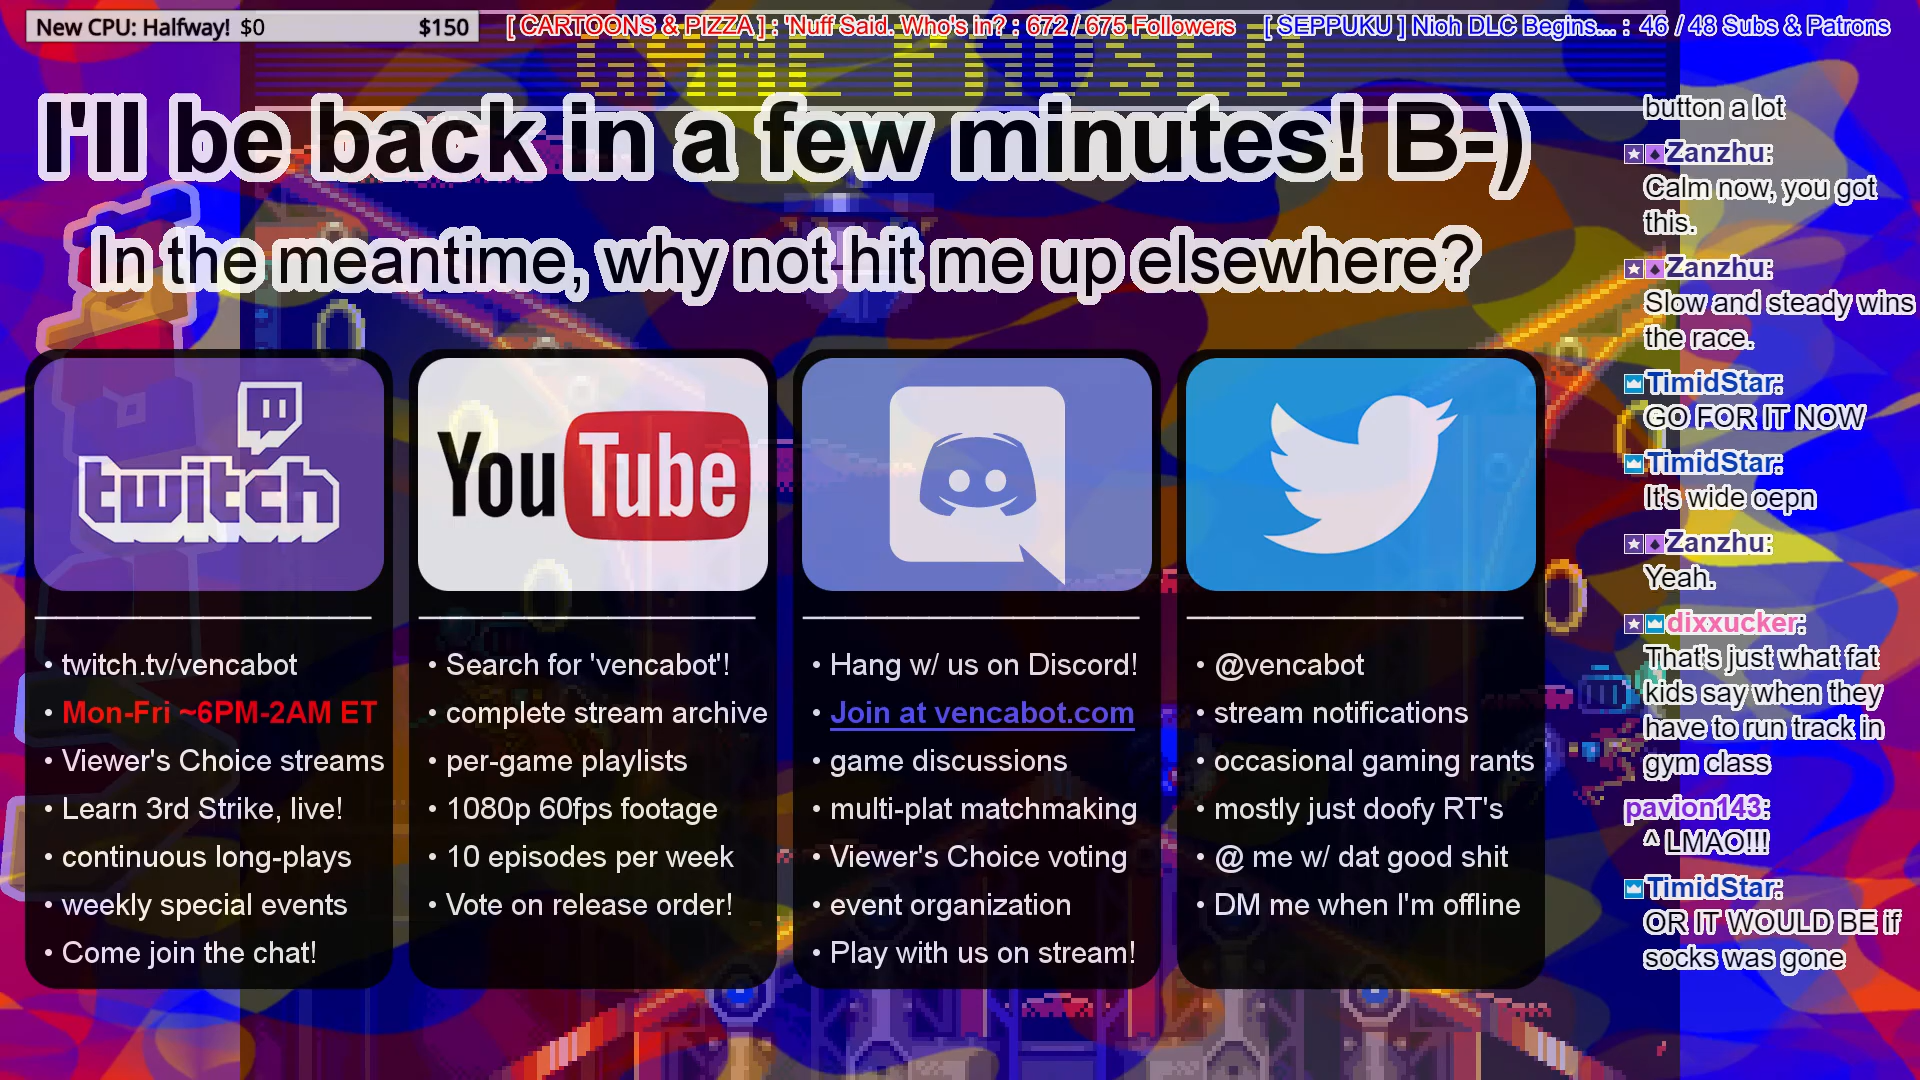 New CPU: Halfway! $0 $150
[ CARTOONS & PIZZA ] : 'Nuff Said. Who's in? : 672 / 675 Followers
[ SEPPUKU ] Nioh DLC Begins... : 46 / 48 Subs & Patrons
GAME PAUSED
I'll be back in a few minutes! B-)
In the meantime, why not hit me up elsewhere?
twitch
• twitch.tv/vencabot
• Mon-Fri ~6PM-2AM ET
• Viewer's Choice streams
• Learn 3rd Strike, live!
• continuous long-plays
• weekly special events
• Come join the chat!
YouTube
• Search for 'vencabot'!
• complete stream archive
• per-game playlists
• 1080p 60fps footage
• 10 episodes per week
• Vote on release order!
• Hang w/ us on Discord!
• Join at vencabot.com
• game discussions
• multi-plat matchmaking
• Viewer's Choice voting
• event organization
• Play with us on stream!
• @vencabot
• stream notifications
• occasional gaming rants
• mostly just doofy RT's
• @ me w/ dat good shit
• DM me when I'm offline
button a lot
Zanzhu:
Calm now, you got
this.
Zanzhu:
Slow and steady wins
the race.
TimidStar:
GO FOR IT NOW
TimidStar:
It's wide oepn
Zanzhu:
Yeah.
dixxucker:
That's just what fat
kids say when they
have to run track in
gym class
pavion143:
^ LMAO!!!
TimidStar:
OR IT WOULD BE if
socks was gone